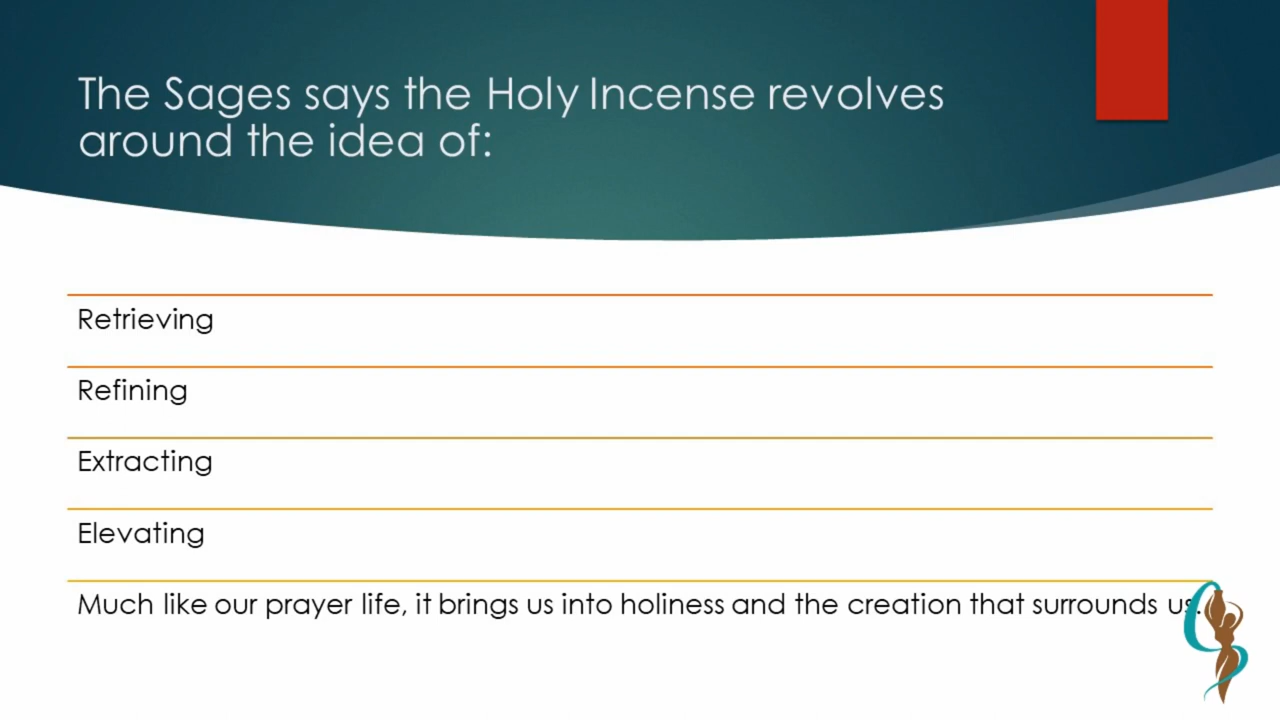 The Sages says the Holy Incense revolves
around the idea of:
Retrieving
Refining
Extracting
Elevating
Much like our prayer life, it brings us into holiness and the creation that surrounds us.